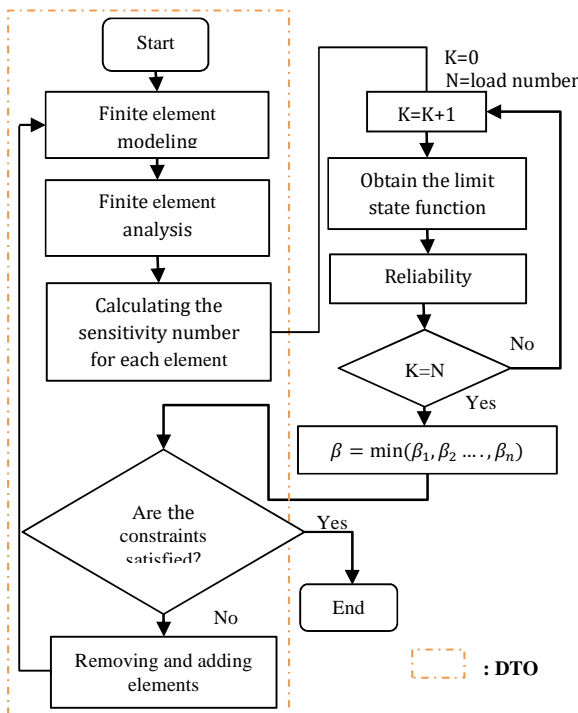 Start
Finite element
modeling
Finite element
analysis
Calculating the
sensitivity number
for each element
K=0
N=load number
K=K+1
Obtain the limit
state function
Reliability
K=N
No
Yes
β = min(β₁, β₂ …., βₙ)
Are the
constraints
satisfied?
Yes
End
No
Removing and adding
elements
: DTO